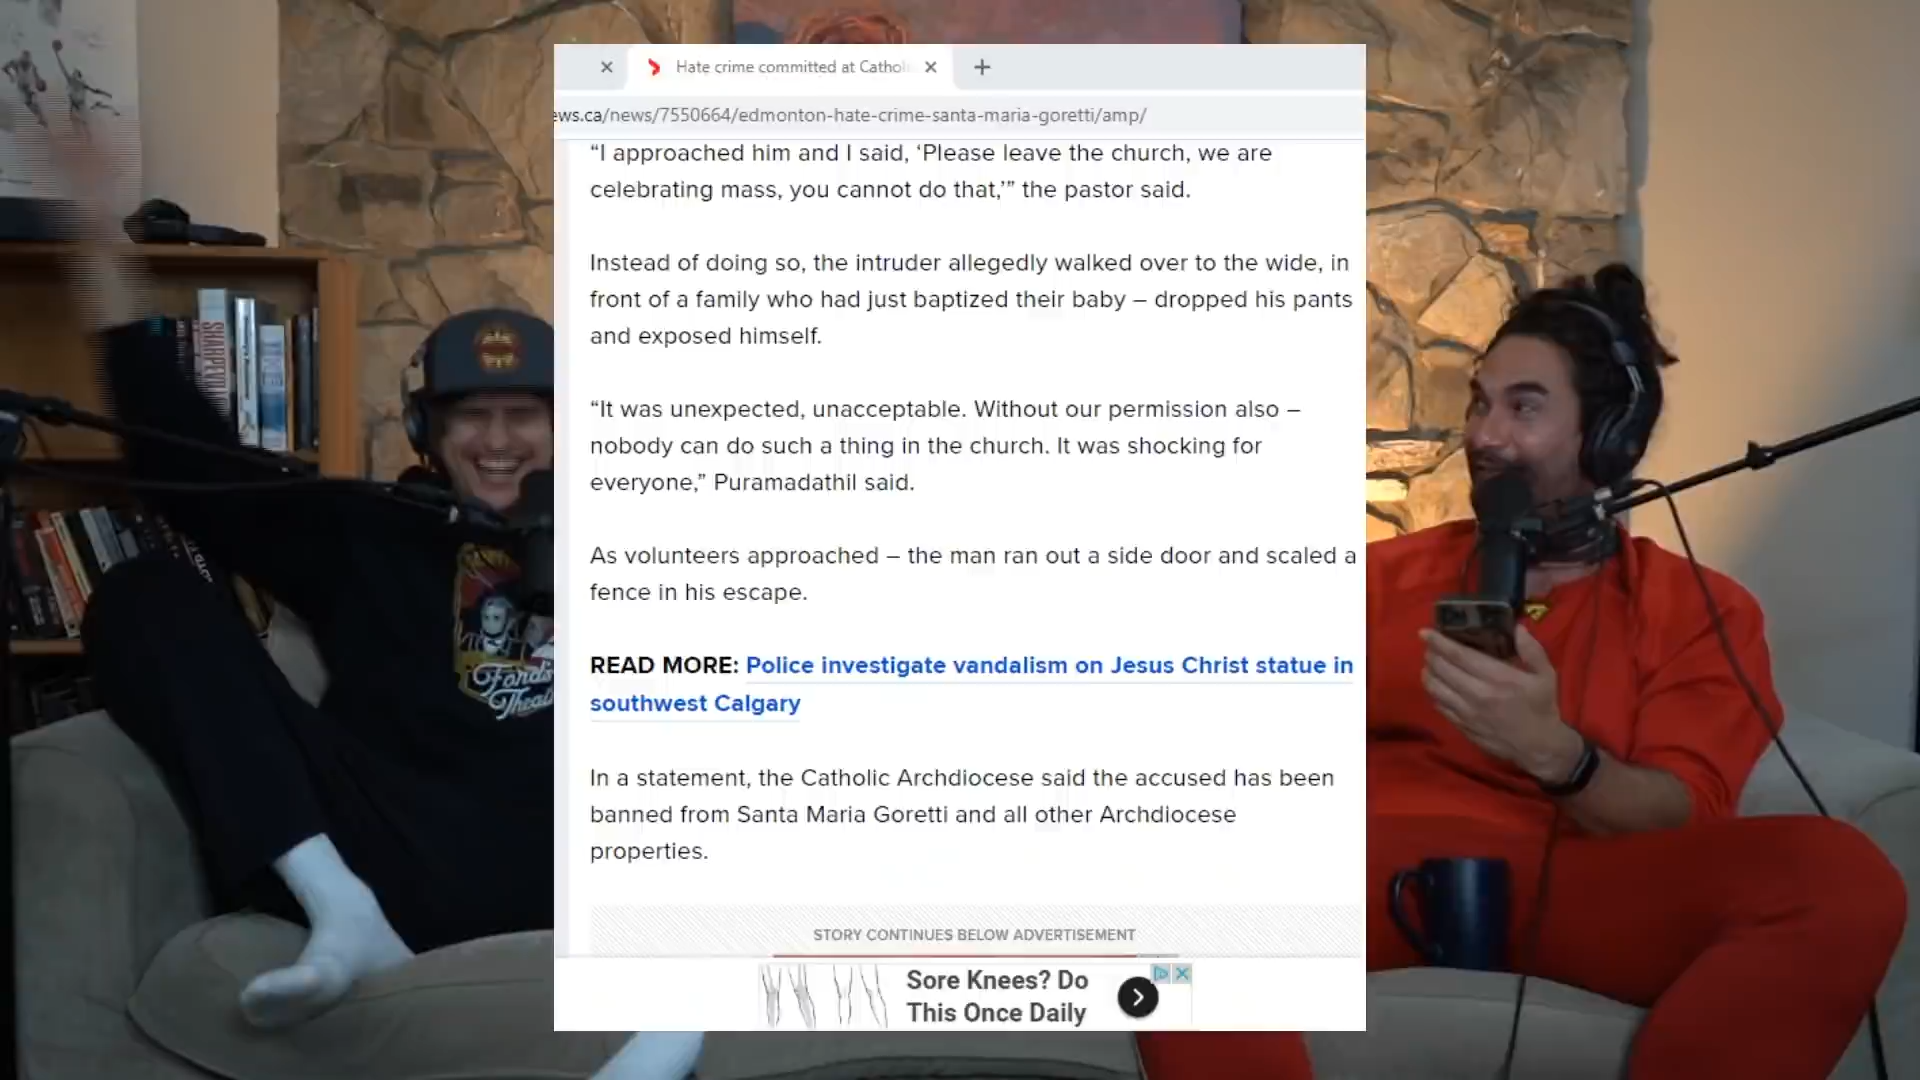 Hate crime committed at Cathol
ews.ca/news/7550664/edmonton-hate-crime-santa-maria-goretti/amp/
“I approached him and I said, ‘Please leave the church, we are
celebrating mass, you cannot do that,’” the pastor said.
Instead of doing so, the intruder allegedly walked over to the wide, in
front of a family who had just baptized their baby – dropped his pants
and exposed himself.
“It was unexpected, unacceptable. Without our permission also –
nobody can do such a thing in the church. It was shocking for
everyone,” Puramadathil said.
As volunteers approached – the man ran out a side door and scaled a
fence in his escape.
READ MORE: Police investigate vandalism on Jesus Christ statue in
southwest Calgary
In a statement, the Catholic Archdiocese said the accused has been
banned from Santa Maria Goretti and all other Archdiocese
properties.
STORY CONTINUES BELOW ADVERTISEMENT
Sore Knees? Do
This Once Daily